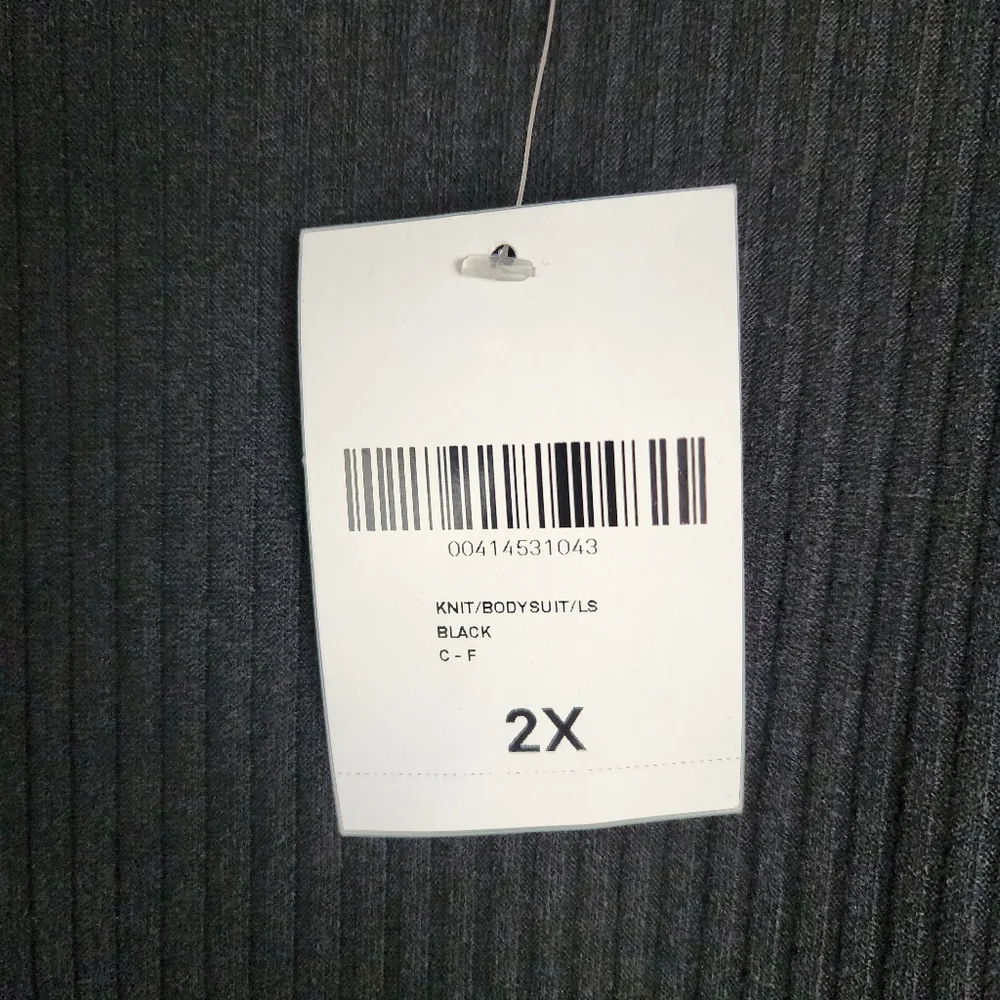 00414531043
KNIT/BODYSUIT/LS
BLACK
C - F
2X